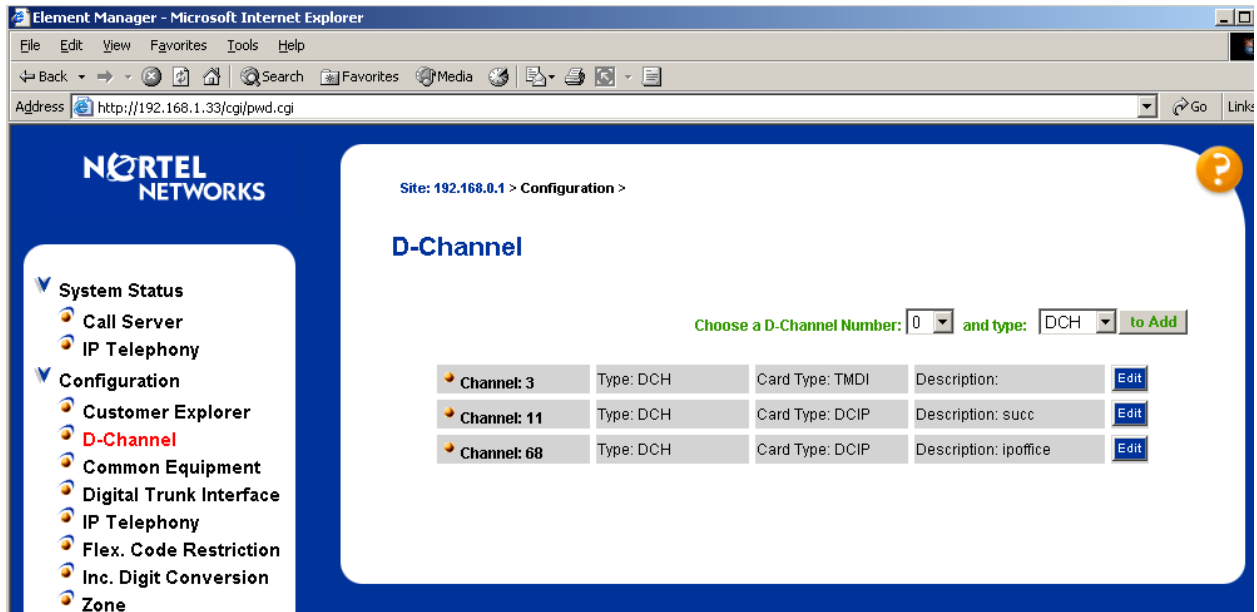 Element Manager - Microsoft Internet Explorer
File Edit View Favorites Tools Help
Back Search Favorites Media
Address http://192.168.1.33/cgi/pwd.cgi Go Links
NORTEL
NETWORKS
Site: 192.168.0.1 > Configuration >
D-Channel
Choose a D-Channel Number: 0 and type: DCH to Add
Channel: 3 Type: DCH Card Type: TMDI Description: Edit
Channel: 11 Type: DCH Card Type: DCIP Description: succ Edit
Channel: 68 Type: DCH Card Type: DCIP Description: ipoffice Edit
?
System Status
Call Server
IP Telephony
Configuration
Customer Explorer
D-Channel
Common Equipment
Digital Trunk Interface
IP Telephony
Flex. Code Restriction
Inc. Digit Conversion
Zone